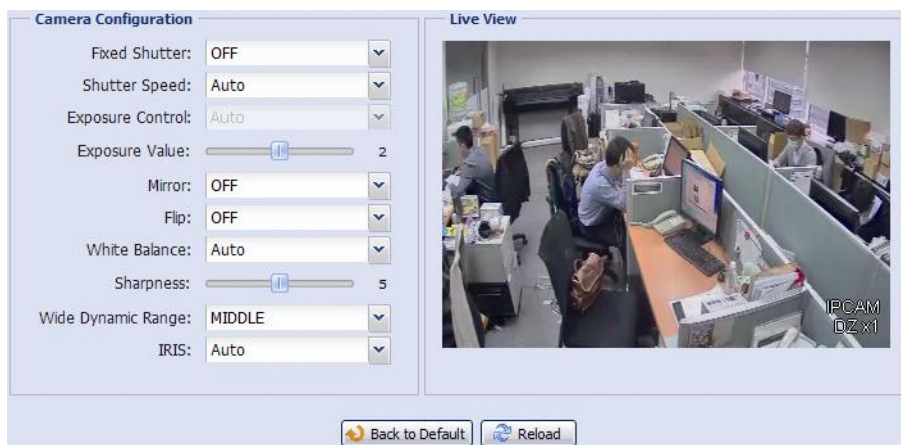 Camera Configuration
Fixed Shutter: OFF
Shutter Speed: Auto
Exposure Control: Auto
Exposure Value: 2
Mirror: OFF
Flip: OFF
White Balance: Auto
Sharpness: 5
Wide Dynamic Range: MIDDLE
IRIS: Auto
Live View
IPCAM
DZ x1
Back to Default
Reload